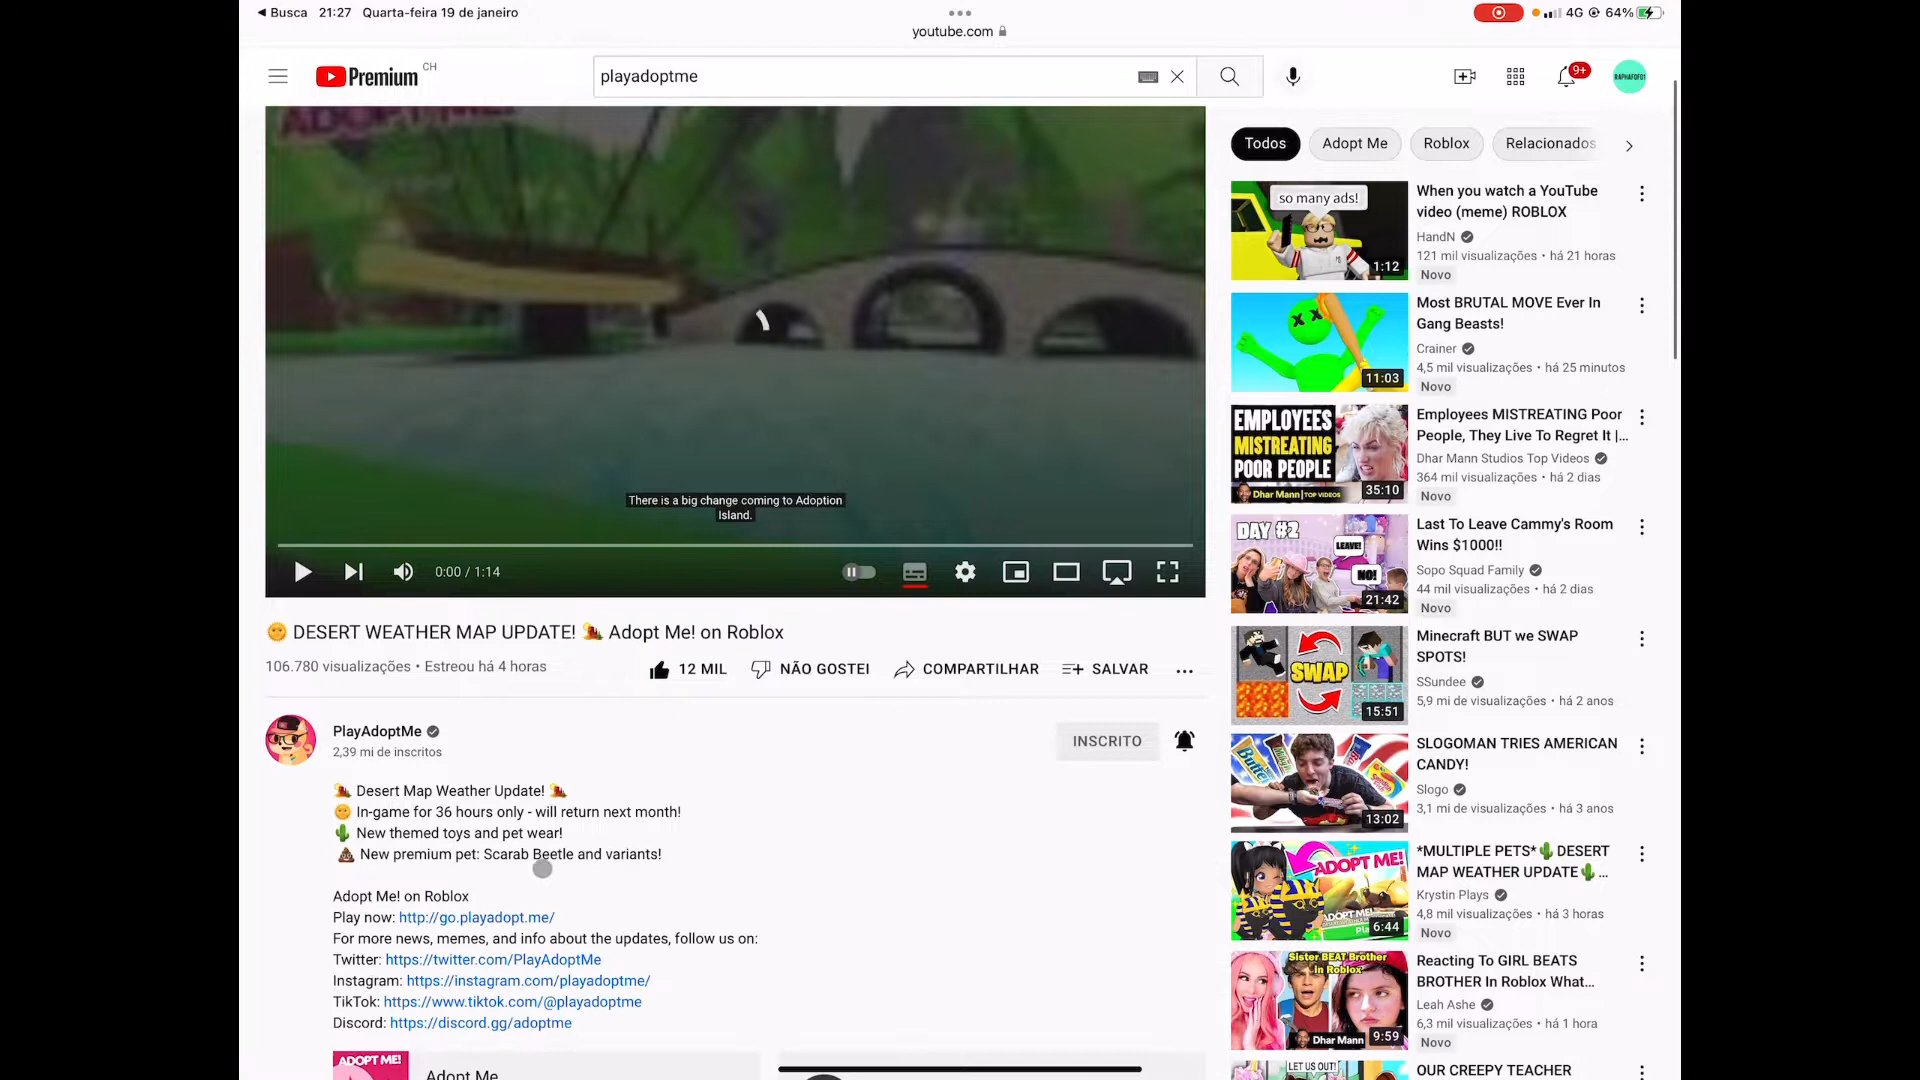 Busca 21:27 Quarta-feira 19 de janeiro
4G 64%
youtube.com
Premium CH
playadoptme
9+
RAPHAFOFO1
ADOPT ME!
There is a big change coming to Adoption
Island.
0:00 / 1:14
🌞 DESERT WEATHER MAP UPDATE! 🐪 Adopt Me! on Roblox
106.780 visualizações • Estreou há 4 horas
12 MIL
NÃO GOSTEI
COMPARTILHAR
SALVAR
PlayAdoptMe
2,39 mi de inscritos
INSCRITO
Desert Map Weather Update!
🌞 In-game for 36 hours only - will return next month!
🌵 New themed toys and pet wear!
💩 New premium pet: Scarab Beetle and variants!
Adopt Me! on Roblox
Play now: http://go.playadopt.me/
For more news, memes, and info about the updates, follow us on:
Twitter: https://twitter.com/PlayAdoptMe
Instagram: https://instagram.com/playadoptme/
TikTok: https://www.tiktok.com/@playadoptme
Discord: https://discord.gg/adoptme
ADOPT ME!
Adopt Me
Todos
Adopt Me
Roblox
Relacionados
so many ads!
1:12
When you watch a YouTube
video (meme) ROBLOX
HandN
121 mil visualizações • há 21 horas
Novo
11:03
Most BRUTAL MOVE Ever In
Gang Beasts!
Crainer
4,5 mil visualizações • há 25 minutos
Novo
EMPLOYEES
MISTREATING
POOR PEOPLE
Dhar Mann | TOP VIDEOS
35:10
Employees MISTREATING Poor
People, They Live To Regret It |...
Dhar Mann Studios Top Videos
364 mil visualizações • há 2 dias
Novo
DAY #2
LEAVE!
NO!
21:42
Last To Leave Cammy's Room
Wins $1000!!
Sopo Squad Family
44 mil visualizações • há 2 dias
Novo
SWAP
15:51
Minecraft BUT we SWAP
SPOTS!
SSundee
5,9 mi de visualizações • há 2 anos
13:02
SLOGOMAN TRIES AMERICAN
CANDY!
Slogo
3,1 mi de visualizações • há 3 anos
ADOPT ME!
ADOPT ME!
6:44
*MULTIPLE PETS*🌵DESERT
MAP WEATHER UPDATE🌵...
Krystin Plays
4,8 mil visualizações • há 3 horas
Novo
Sister BEAT Brother
in Roblox
Dhar Mann
9:59
Reacting To GIRL BEATS
BROTHER In Roblox What...
Leah Ashe
6,3 mil visualizações • há 1 hora
Novo
LET US OUT!
OUR CREEPY TEACHER